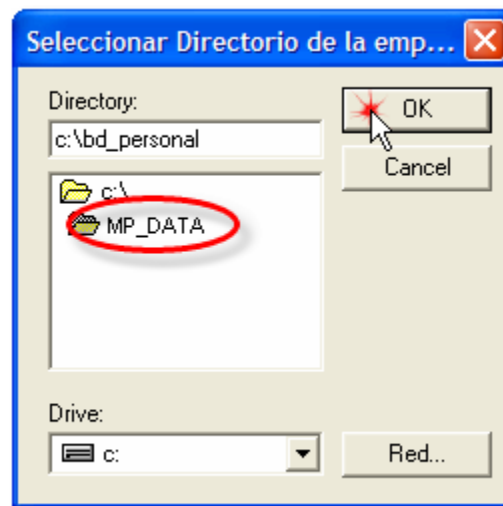 Seleccionar Directorio de la emp...
Directory:
c:\bd_personal
OK
Cancel
c:\
MP_DATA
Drive:
c:
Red...